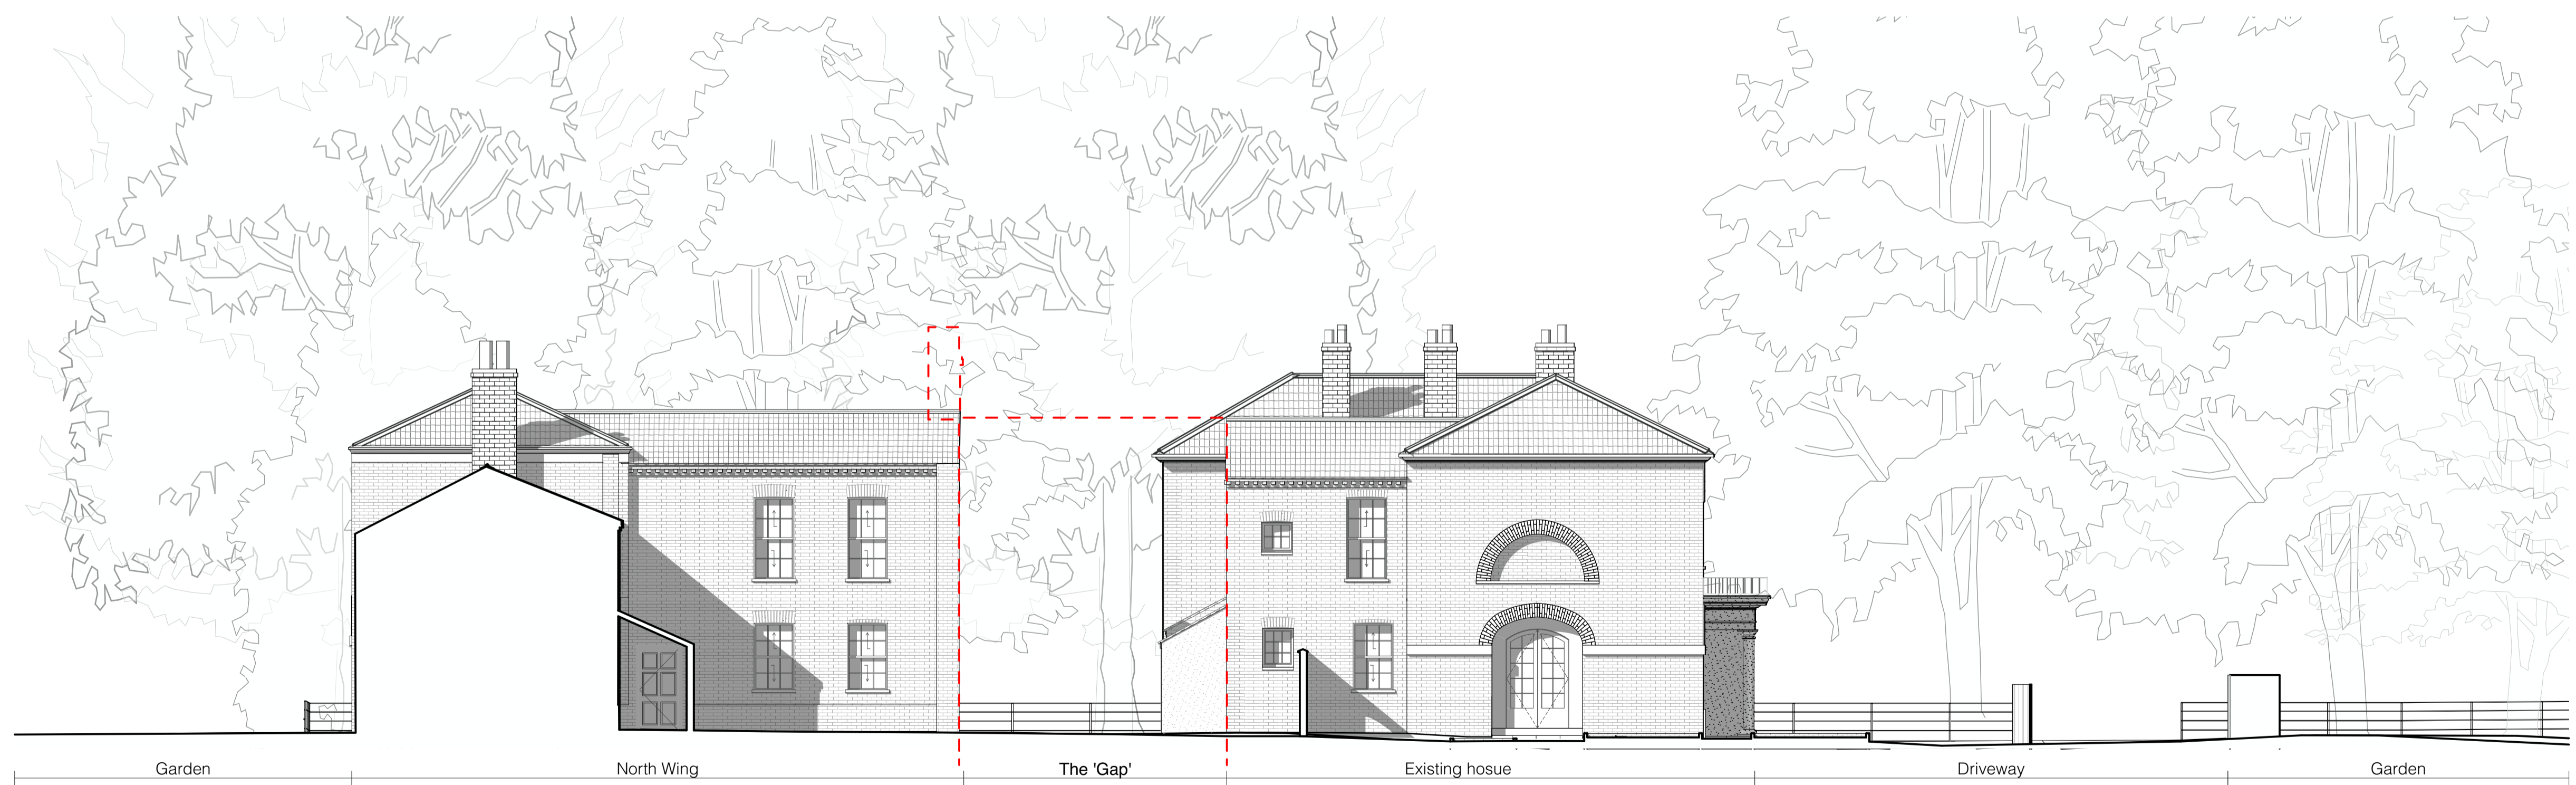 Garden
North Wing
The 'Gap'
Existing hosue
Driveway
Garden